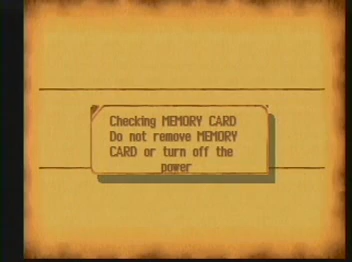 Checking MEMORY CARD
Do not remove MEMORY
CARD or turn off the
power